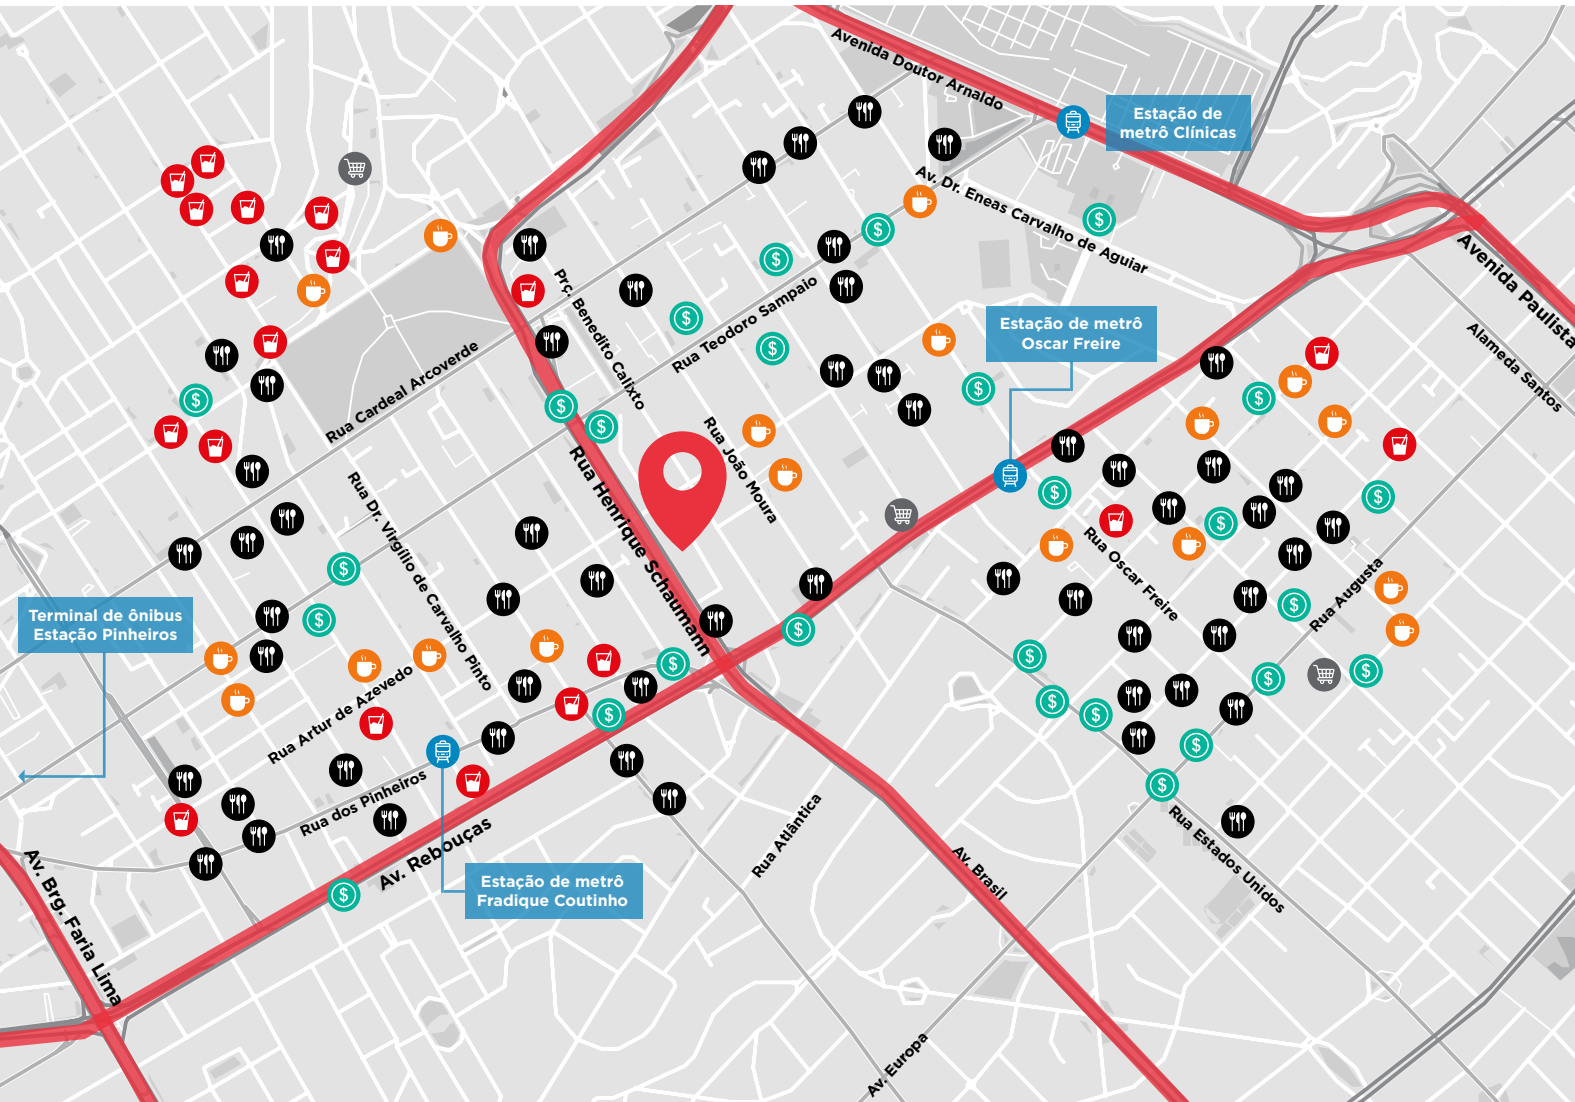 Avenida Doutor Arnaldo
Estação de
metrô Clínicas
Av. Dr. Eneas Carvalho de Aguiar
Avenida Paulista
Alameda Santos
Prç. Benedito Calixto
Rua Teodoro Sampaio
Estação de metrô
Oscar Freire
Rua Cardeal Arcoverde
Rua João Moura
Rua Henrique Schaumann
Rua Dr. Virgílio de Carvalho Pinto
Rua Oscar Freire
Rua Augusta
Terminal de ônibus
Estação Pinheiros
Rua Artur de Azevedo
Rua dos Pinheiros
Av. Rebouças
Estação de metrô
Fradique Coutinho
Rua Atlântica
Av. Brasil
Rua Estados Unidos
Av. Brg. Faria Lima
Av. Europa